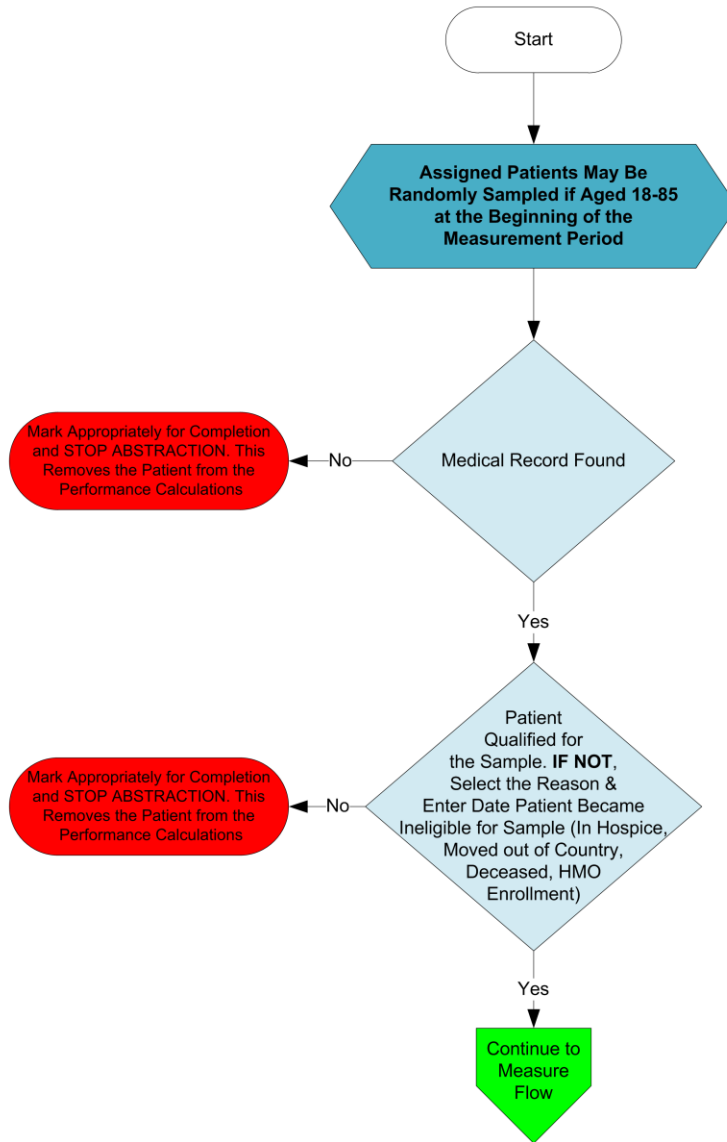 Start
Assigned Patients May Be
Randomly Sampled if Aged 18-85
at the Beginning of the
Measurement Period
Medical Record Found
No
Mark Appropriately for Completion
and STOP ABSTRACTION. This
Removes the Patient from the
Performance Calculations
Yes
Patient
Qualified for
the Sample. IF NOT,
Select the Reason &
Enter Date Patient Became
Ineligible for Sample (In Hospice,
Moved out of Country,
Deceased, HMO
Enrollment)
No
Mark Appropriately for Completion
and STOP ABSTRACTION. This
Removes the Patient from the
Performance Calculations
Yes
Continue to
Measure
Flow